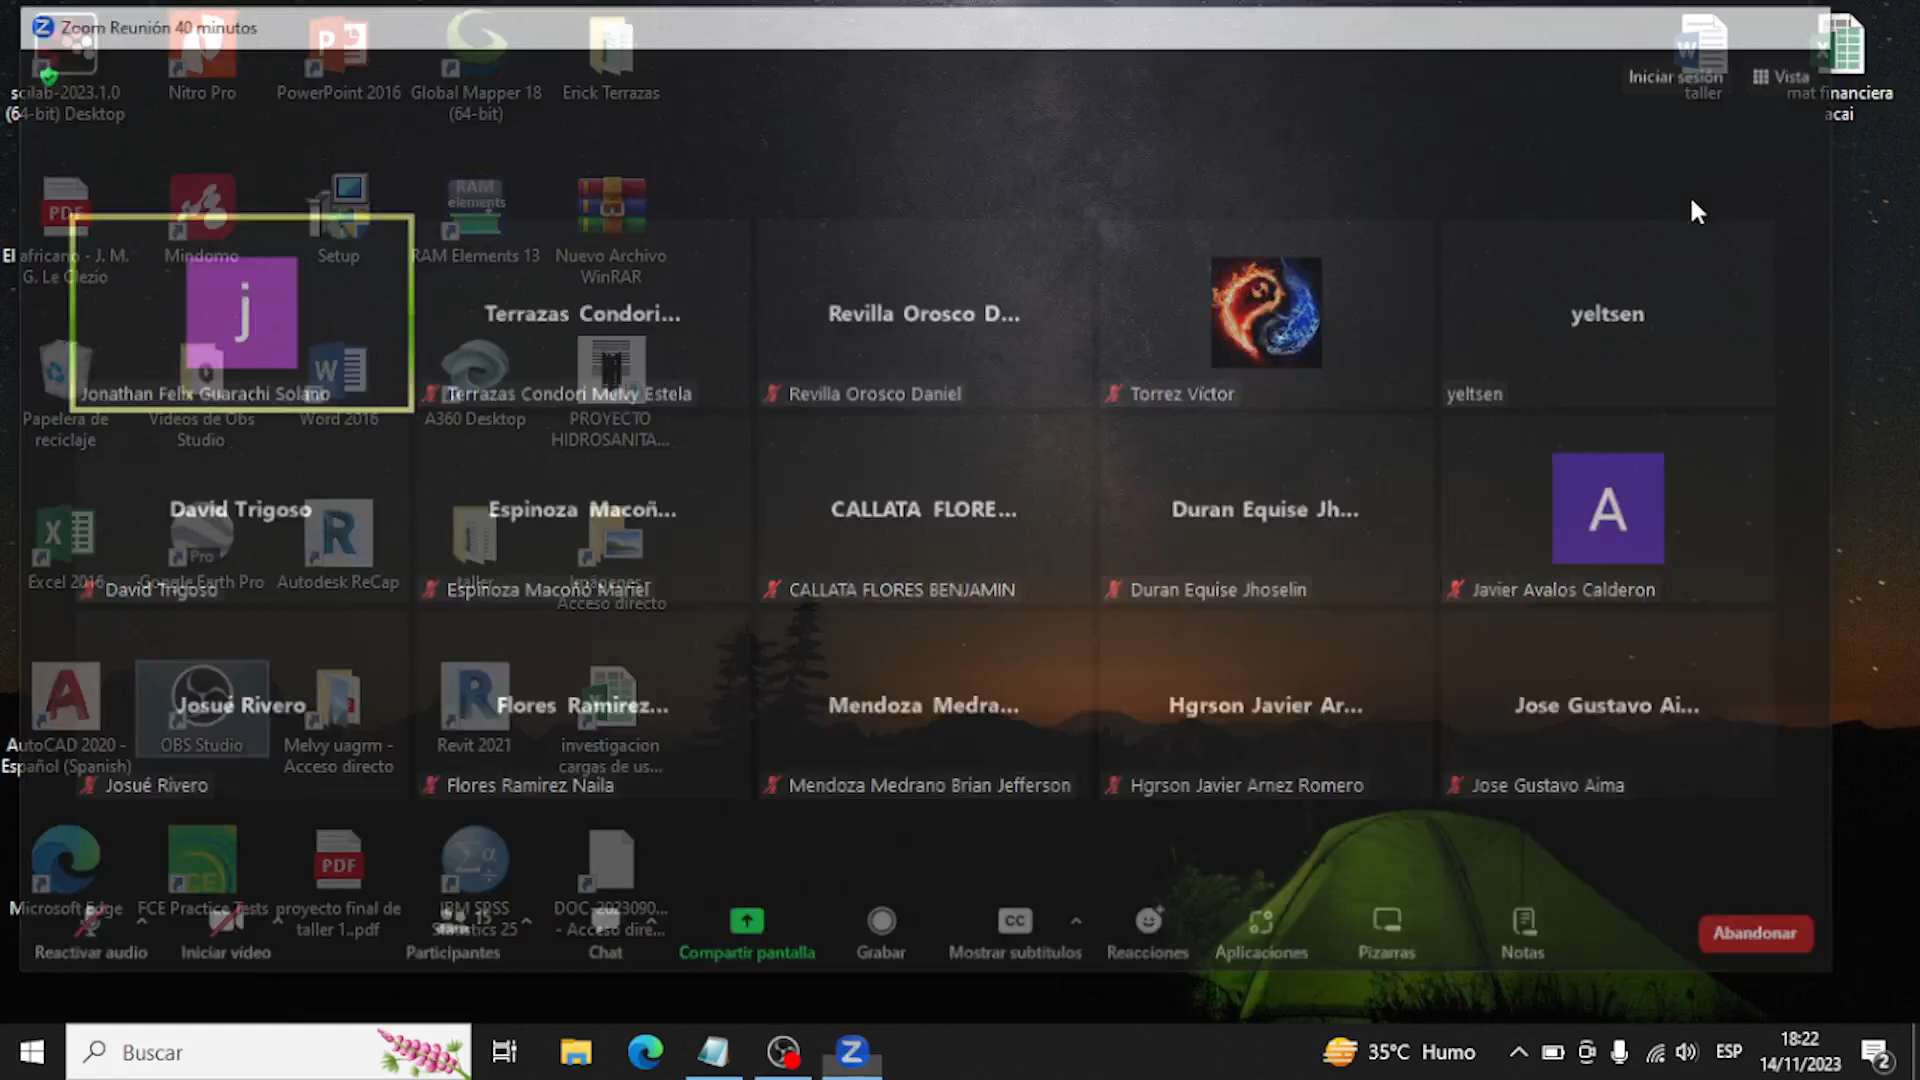 Zoom Reunión 40 minutos
scilab-2023.1.0
(64-bit) Desktop
Nitro Pro
PowerPoint 2016
Global Mapper 18
(64-bit)
Erick Terrazas
Iniciar sesión
Vista
taller
mat financiera
acai
El africano - J. M.
G. Le Clezio
Mindomo
Setup
RAM Elements 13
Nuevo Archivo
WinRAR
j
Jonathan Felix Guarachi Solano
Terrazas Condori...
Terrazas Condori Melvy Estela
Revilla Orosco D...
Revilla Orosco Daniel
Torrez Víctor
yeltsen
yeltsen
Papelera de
reciclaje
Videos de Obs
Studio
Word 2016
A360 Desktop
PROYECTO
HIDROSANITA...
David Trigoso
David Trigoso
Espinoza Macoñ...
Espinoza Macoño Mariel
CALLATA FLORE...
CALLATA FLORES BENJAMIN
Duran Equise Jh...
Duran Equise Jhoselin
A
Javier Avalos Calderon
Excel 2016
Google Earth Pro
Autodesk ReCap
taller
Imágenes -
Acceso directo
Josué Rivero
Josué Rivero
Flores Ramirez...
Flores Ramirez Naila
Mendoza Medra...
Mendoza Medrano Brian Jefferson
Hgrson Javier Ar...
Hgrson Javier Arnez Romero
Jose Gustavo Ai...
Jose Gustavo Aima
AutoCAD 2020 -
Español (Spanish)
OBS Studio
Melvy uagrm -
Acceso directo
Revit 2021
investigacion
cargas de us...
Microsoft Edge
FCE Practice Tests
proyecto final de
taller 1..pdf
IBM SPSS
Statistics 25
DOC-2023090...
- Acceso dire...
Reactivar audio
Iniciar vídeo
15
Participantes
Chat
Compartir pantalla
Grabar
CC
Mostrar subtítulos
Reacciones
Aplicaciones
Pizarras
Notas
Abandonar
Buscar
35°C Humo
ESP
18:22
14/11/2023
2